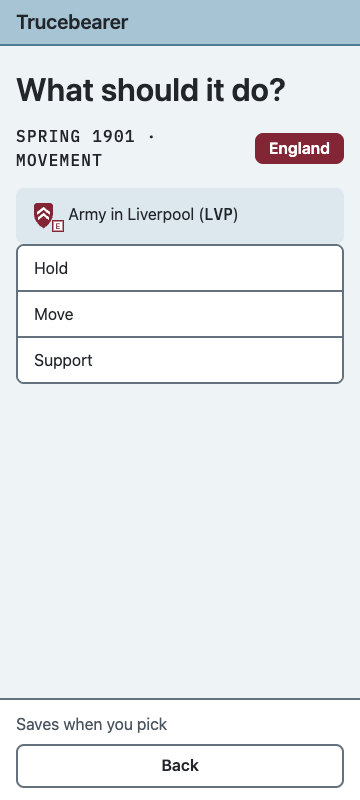 Trucebearer
What should it do?
SPRING 1901 ·
MOVEMENT
England
E
Army in Liverpool (LVP)
Hold
Move
Support
Saves when you pick
Back